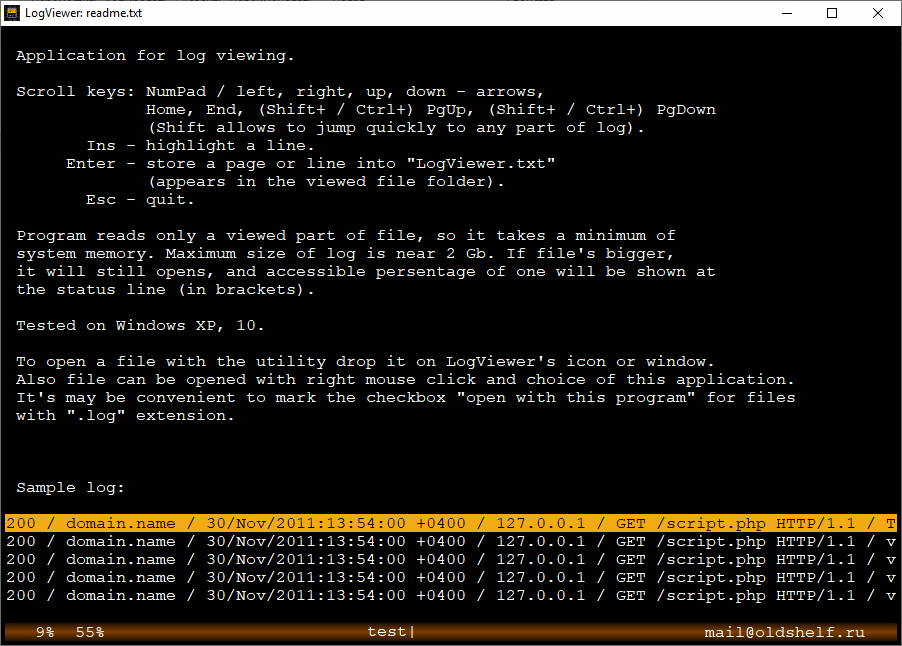 LogViewer: readme.txt
Application for log viewing.
Scroll keys: NumPad / left, right, up, down - arrows,
Home, End, (Shift+ / Ctrl+) PgUp, (Shift+ / Ctrl+) PgDown
(Shift allows to jump quickly to any part of log).
Ins - highlight a line.
Enter - store a page or line into "LogViewer.txt"
(appears in the viewed file folder).
Esc - quit.
Program reads only a viewed part of file, so it takes a minimum of
system memory. Maximum size of log is near 2 Gb. If file's bigger,
it will still opens, and accessible persentage of one will be shown at
the status line (in brackets).
Tested on Windows XP, 10.
To open a file with the utility drop it on LogViewer's icon or window.
Also file can be opened with right mouse click and choice of this application.
It's may be convenient to mark the checkbox "open with this program" for files
with ".log" extension.
Sample log:
200 / domain.name / 30/Nov/2011:13:54:00 +0400 / 127.0.0.1 / GET /script.php HTTP/1.1 / T
200 / domain.name / 30/Nov/2011:13:54:00 +0400 / 127.0.0.1 / GET /script.php HTTP/1.1 / v
200 / domain.name / 30/Nov/2011:13:54:00 +0400 / 127.0.0.1 / GET /script.php HTTP/1.1 / v
200 / domain.name / 30/Nov/2011:13:54:00 +0400 / 127.0.0.1 / GET /script.php HTTP/1.1 / v
200 / domain.name / 30/Nov/2011:13:54:00 +0400 / 127.0.0.1 / GET /script.php HTTP/1.1 / v
9% 55% test| mail@oldshelf.ru